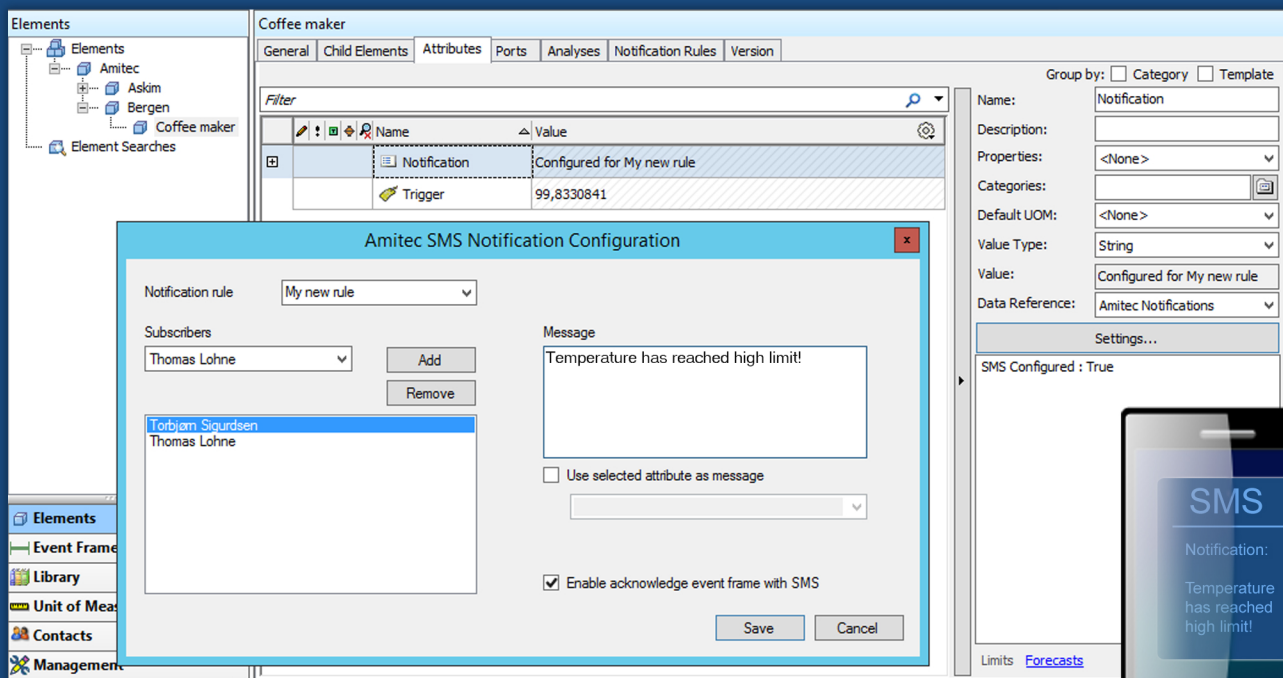 Elements
Elements
Amitec
Askim
Bergen
Coffee maker
Element Searches
Elements
Event Frame
Library
Unit of Meas
Contacts
Management
Coffee maker
General Child Elements Attributes Ports Analyses Notification Rules Version
Group by: Category Template
Filter
Name Value
Notification Configured for My new rule
Trigger 99,8330841
Name: Notification
Description:
Properties: <None>
Categories:
Default UOM: <None>
Value Type: String
Value: Configured for My new rule
Data Reference: Amitec Notifications
Settings...
SMS Configured : True
Limits Forecasts
Amitec SMS Notification Configuration
x
Notification rule My new rule
Subscribers
Thomas Lohne
Add
Remove
Torbjørn Sigurdsen
Thomas Lohne
Message
Temperature has reached high limit!
Use selected attribute as message
Enable acknowledge event frame with SMS
Save Cancel
SMS
Notification:
Temperature
has reached
high limit!